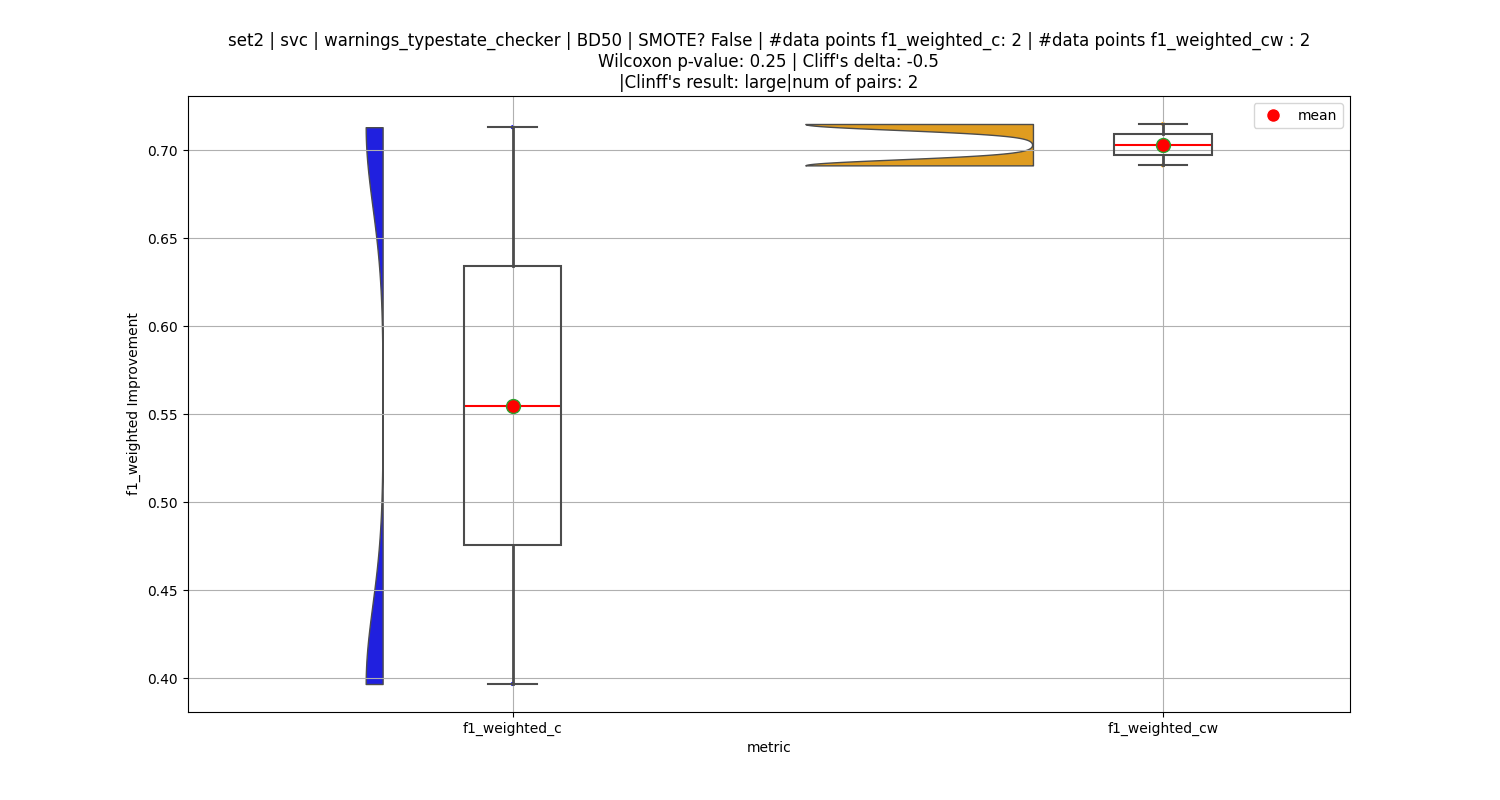 set2 | svc | warnings_typestate_checker | BD50 | SMOTE? False | #data points f1_weighted_c: 2 | #data points f1_weighted_cw : 2
Wilcoxon p-value: 0.25 | Cliff's delta: -0.5
|Clinff's result: large|num of pairs: 2
mean
0.70
0.65
0.60
0.55
0.50
0.45
0.40
f1_weighted Improvement
f1_weighted_c
f1_weighted_cw
metric